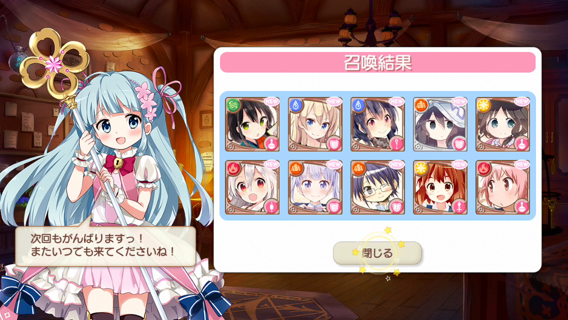 召喚結果
次回もがんばりますっ！
またいつでも来てくださいね！
閉じる